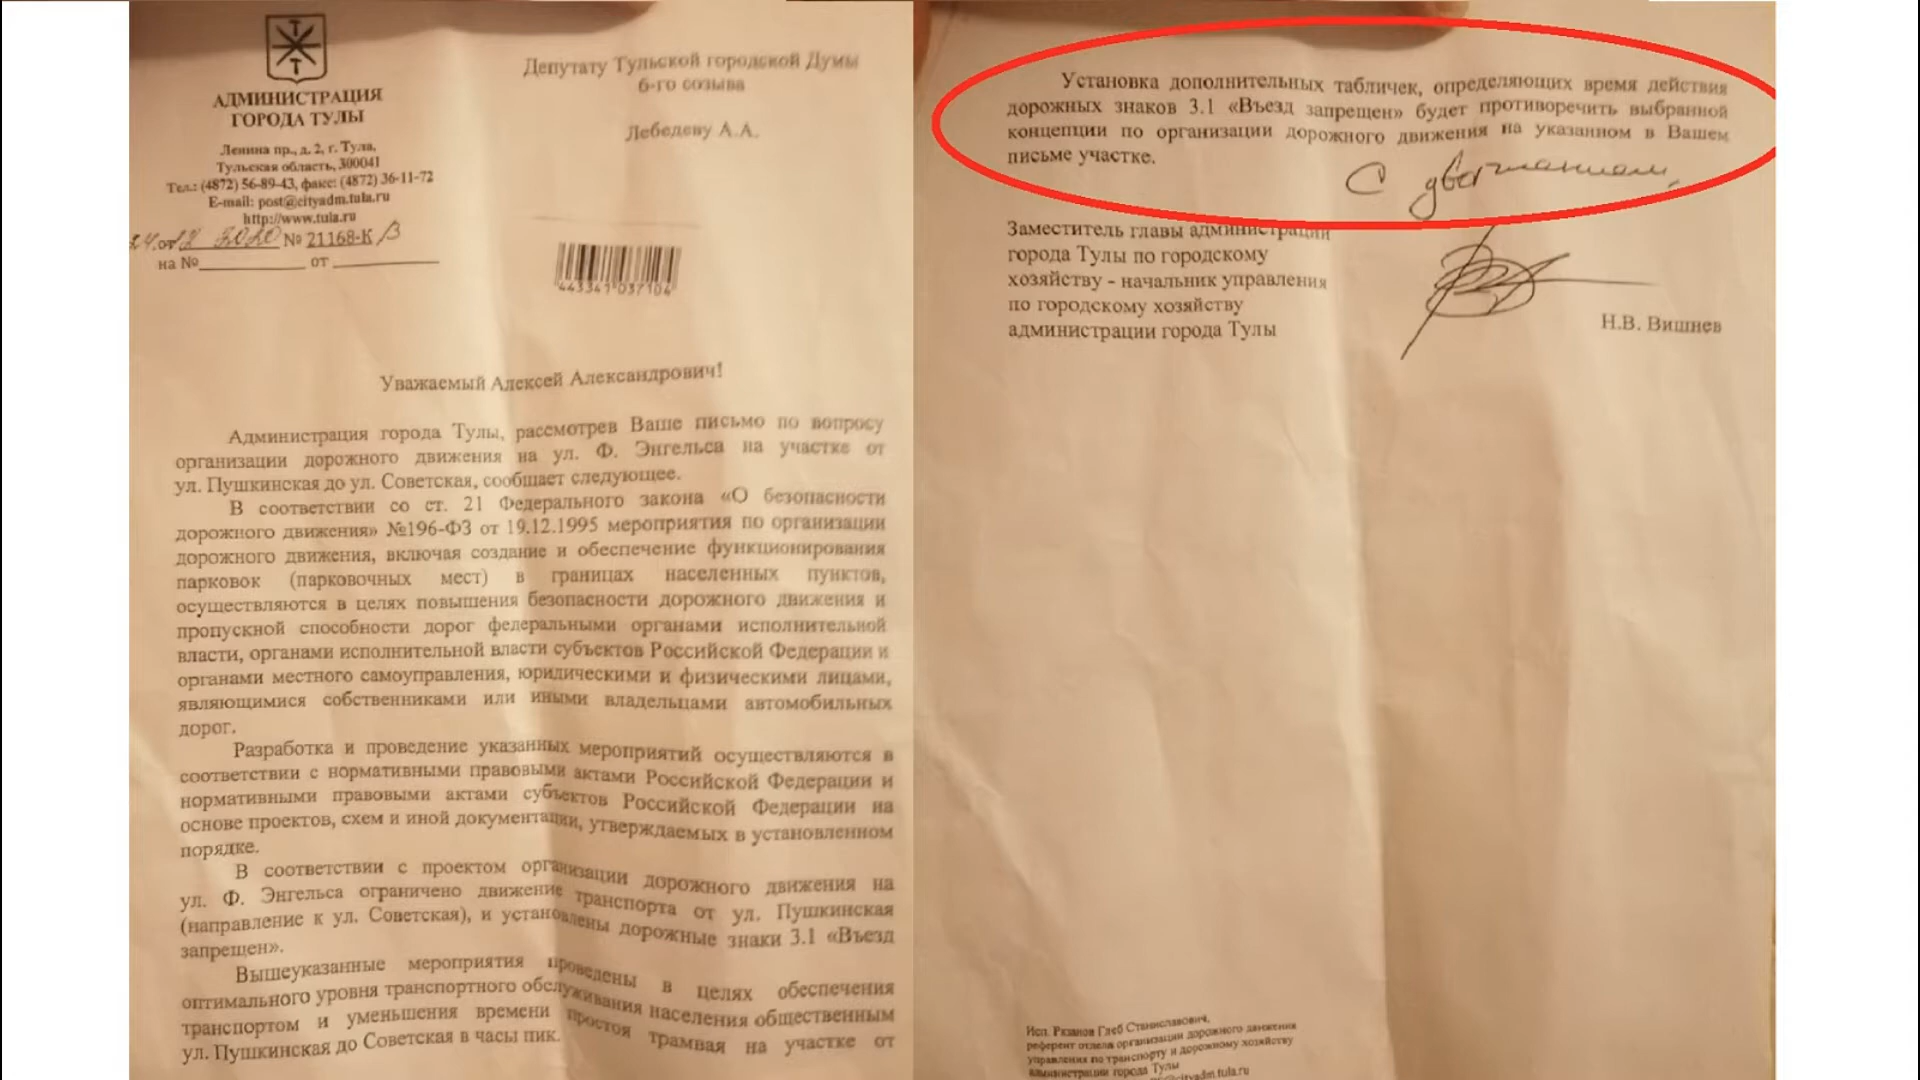 АДМИНИСТРАЦИЯ
ГОРОДА ТУЛЫ
Ленина пр., д. 2, г. Тула,
Тульская область, 300041
Тел.: (4872) 56-89-43, факс: (4872) 36-11-72
E-mail: post@cityadm.tula.ru
http://www.tula.ru
24.от12 2020 № 21168-К/В
на №____________ от ____________
Депутату Тульской городской Думы
6-го созыва
Лебедеву А.А.
443341 037104
Уважаемый Алексей Александрович!
Администрация города Тулы, рассмотрев Ваше письмо по вопросу
организации дорожного движения на ул. Ф. Энгельса на участке от
ул. Пушкинская до ул. Советская, сообщает следующее.
В соответствии со ст. 21 Федерального закона «О безопасности
дорожного движения» №196-ФЗ от 19.12.1995 мероприятия по организации
дорожного движения, включая создание и обеспечение функционирования
парковок (парковочных мест) в границах населенных пунктов,
осуществляются в целях повышения безопасности дорожного движения и
пропускной способности дорог федеральными органами исполнительной
власти, органами исполнительной власти субъектов Российской Федерации и
органами местного самоуправления, юридическими и физическими лицами,
являющимися собственниками или иными владельцами автомобильных
дорог.
Разработка и проведение указанных мероприятий осуществляются в
соответствии с нормативными правовыми актами Российской Федерации и
нормативными правовыми актами субъектов Российской Федерации на
основе проектов, схем и иной документации, утверждаемых в установленном
порядке.
В соответствии с проектом организации дорожного движения на
ул. Ф. Энгельса ограничено движение транспорта от ул. Пушкинская
(направление к ул. Советская), и установлены дорожные знаки 3.1 «Въезд
запрещен».
Вышеуказанные мероприятия проведены в целях обеспечения
оптимального уровня транспортного обслуживания населения общественным
транспортом и уменьшения времени простоя трамвая на участке от
ул. Пушкинская до Советская в часы пик.
Установка дополнительных табличек, определяющих время действия
дорожных знаков 3.1 «Въезд запрещен» будет противоречить выбранной
концепции по организации дорожного движения на указанном в Вашем
письме участке.
С уважением,
Заместитель главы администрации
города Тулы по городскому
хозяйству - начальник управления
по городскому хозяйству
администрации города Тулы
Н.В. Вишнев
Исп. Рязанов Глеб Станиславович,
референт отдела организации дорожного движения
управления по транспорту и дорожному хозяйству
администрации города Тулы
@cityadm.tula.ru